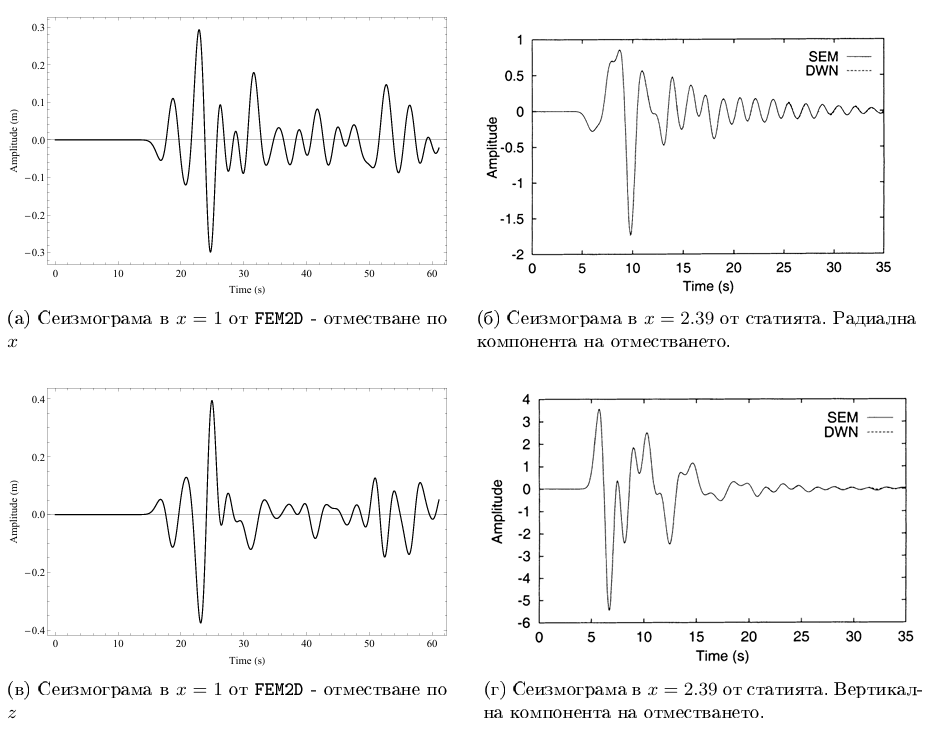 0.3
0.2
0.1
0.0
−0.1
−0.2
−0.3
Amplitude (m)
0 10 20 30 40 50 60
Time (s)
(а) Сеизмограма в x = 1 от FEM2D - отместване по
x
1
0.5
0
-0.5
-1
-1.5
-2
Amplitude
SEM
DWN
0 5 10 15 20 25 30 35
Time (s)
(б) Сеизмограма в x = 2.39 от статията. Радиална
компонента на отместването.
0.4
0.2
0.0
−0.2
−0.4
Amplitude (m)
0 10 20 30 40 50 60
Time (s)
(в) Сеизмограма в x = 1 от FEM2D - отместване по
z
4
3
2
1
0
-1
-2
-3
-4
-5
-6
Amplitude
SEM
DWN
0 5 10 15 20 25 30 35
Time (s)
(г) Сеизмограма в x = 2.39 от статията. Вертикал-
на компонента на отместването.